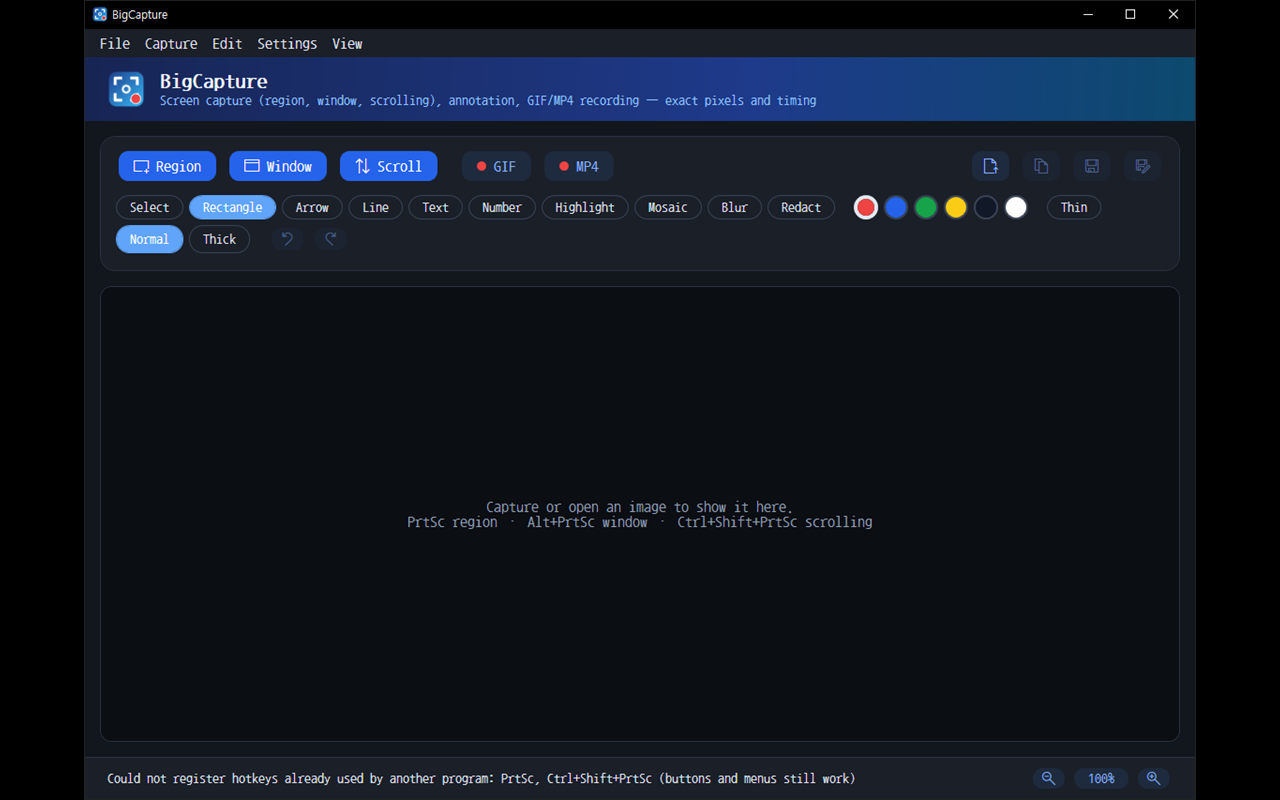 BigCapture
File Capture Edit Settings View
BigCapture
Screen capture (region, window, scrolling), annotation, GIF/MP4 recording — exact pixels and timing
Region Window Scroll GIF MP4
Select Rectangle Arrow Line Text Number Highlight Mosaic Blur Redact Thin
Normal Thick
Capture or open an image to show it here.
PrtSc region · Alt+PrtSc window · Ctrl+Shift+PrtSc scrolling
Could not register hotkeys already used by another program: PrtSc, Ctrl+Shift+PrtSc (buttons and menus still work) 100%